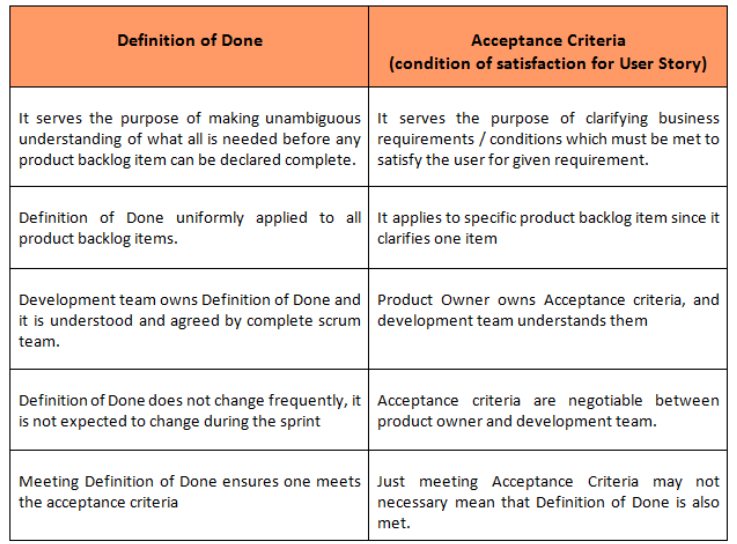 Definition of Done
Acceptance Criteria
(condition of satisfaction for User Story)
It serves the purpose of making unambiguous
understanding of what all is needed before any
product backlog item can be declared complete.
It serves the purpose of clarifying business
requirements / conditions which must be met to
satisfy the user for given requirement.
Definition of Done uniformly applied to all
product backlog items.
It applies to specific product backlog item since it
clarifies one item
Development team owns Definition of Done and
it is understood and agreed by complete scrum
team.
Product Owner owns Acceptance criteria, and
development team understands them
Definition of Done does not change frequently, it
is not expected to change during the sprint
Acceptance criteria are negotiable between
product owner and development team.
Meeting Definition of Done ensures one meets
the acceptance criteria
Just meeting Acceptance Criteria may not
necessary mean that Definition of Done is also
met.